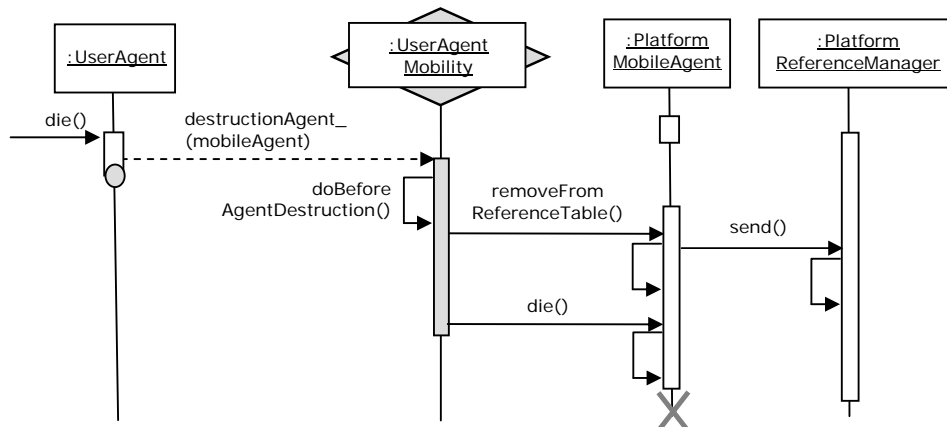 :UserAgent
:UserAgent
Mobility
:Platform
MobileAgent
:Platform
ReferenceManager
die()
destructionAgent_
(mobileAgent)
doBefore
AgentDestruction()
removeFrom
ReferenceTable()
send()
die()